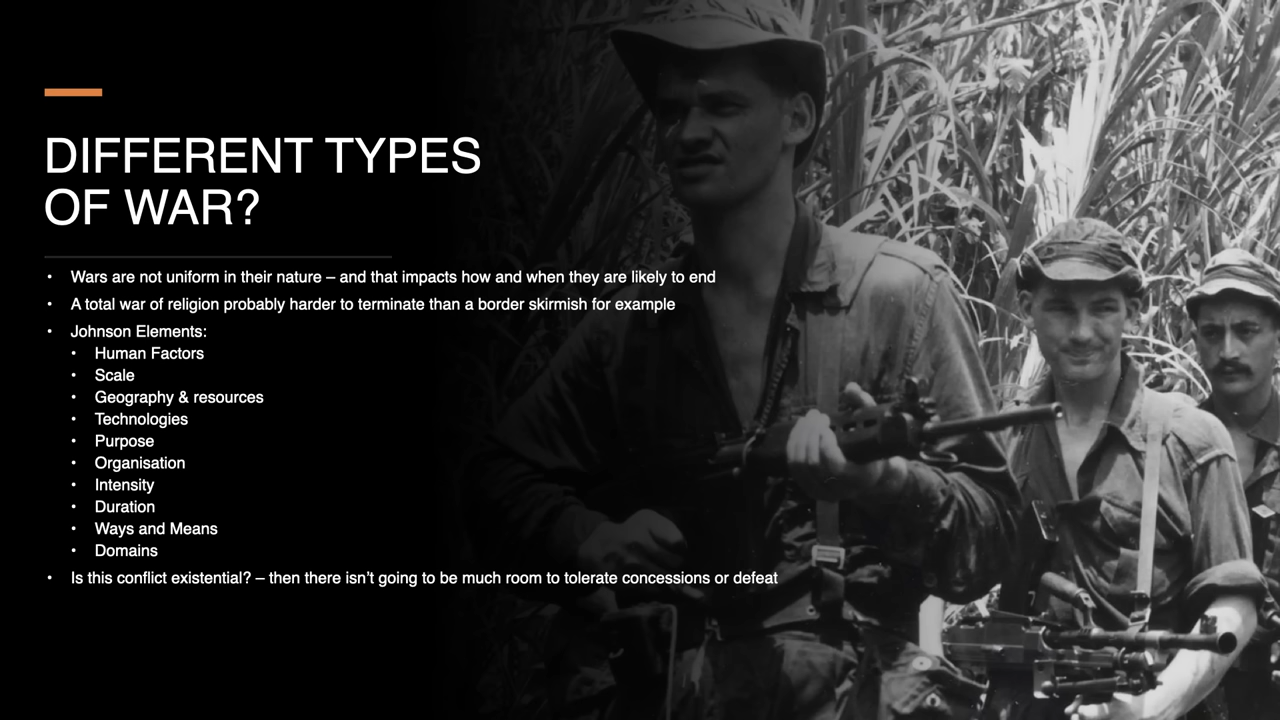 DIFFERENT TYPES
OF WAR?
• Wars are not uniform in their nature – and that impacts how and when they are likely to end
• A total war of religion probably harder to terminate than a border skirmish for example
• Johnson Elements:
• Human Factors
• Scale
• Geography & resources
• Technologies
• Purpose
• Organisation
• Intensity
• Duration
• Ways and Means
• Domains
• Is this conflict existential? – then there isn’t going to be much room to tolerate concessions or defeat